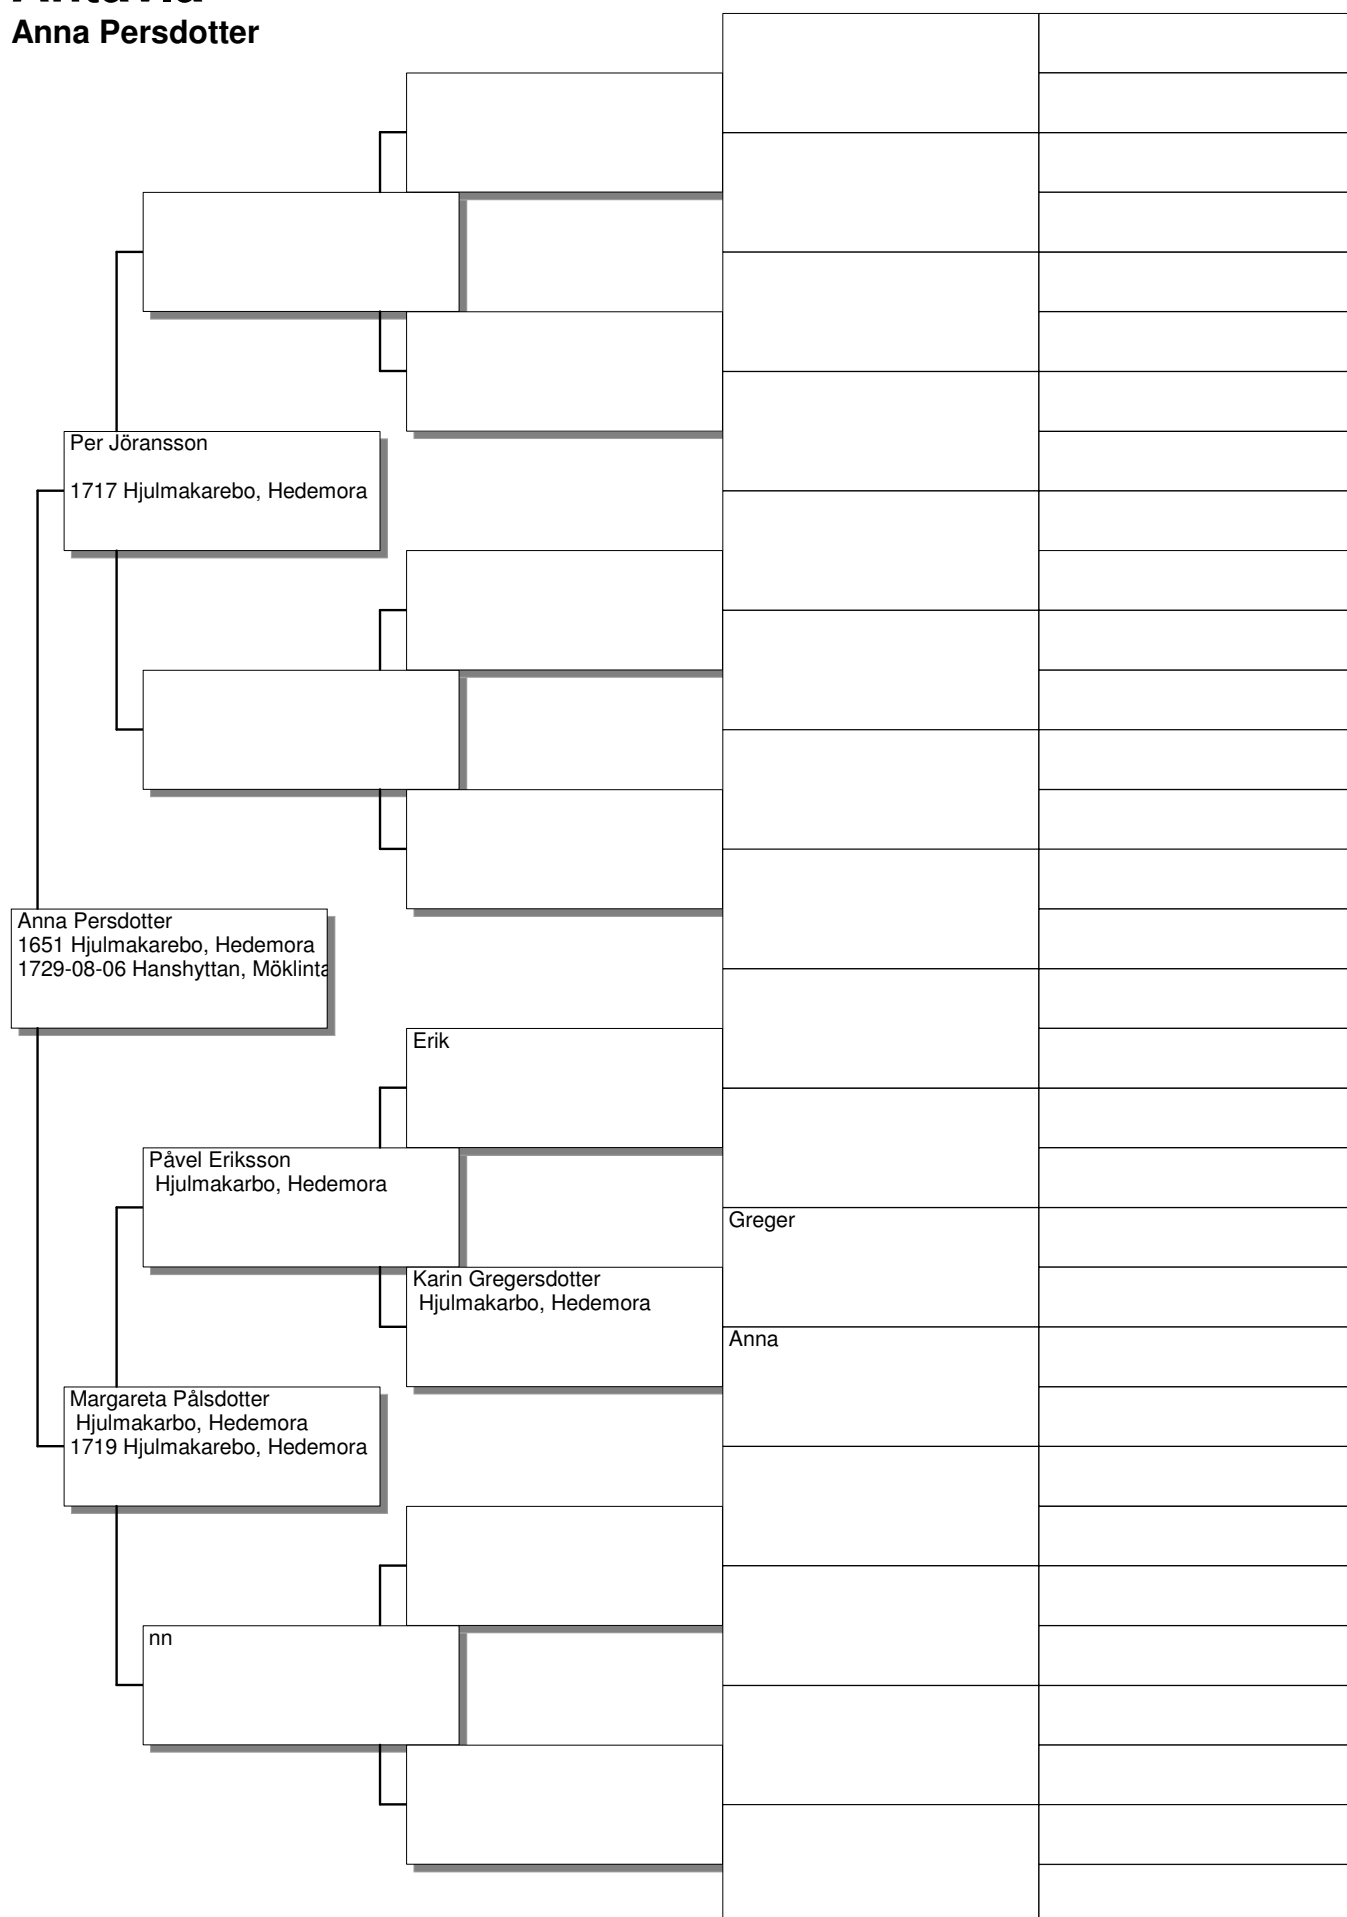 Anna Persdotter
Per Jöransson
1717 Hjulmakarebo, Hedemora
Anna Persdotter
1651 Hjulmakarebo, Hedemora
1729-08-06 Hanshyttan, Möklinta
Erik
Påvel Eriksson
Hjulmakarbo, Hedemora
Greger
Karin Gregersdotter
Hjulmakarbo, Hedemora
Anna
Margareta Pålsdotter
Hjulmakarbo, Hedemora
1719 Hjulmakarebo, Hedemora
nn